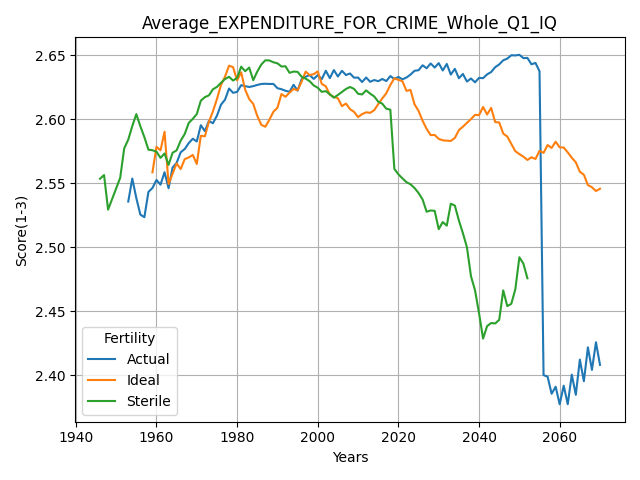 Average_EXPENDITURE_FOR_CRIME_Whole_Q1_IQ
Score(1-3)
2.65
2.60
2.55
2.50
2.45
2.40
Fertility
Actual
Ideal
Sterile
1940 1960 1980 2000 2020 2040 2060
Years